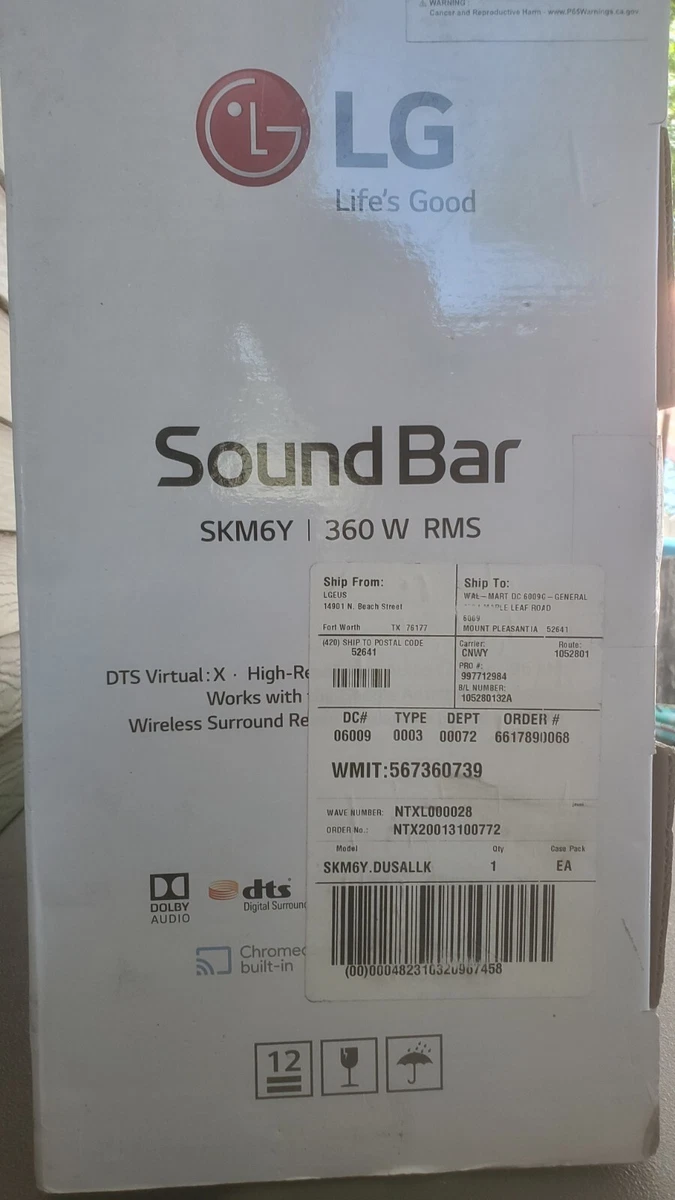 WARNING
Cancer and Reproductive Harm - www.P65Warnings.ca.gov
LG
Life's Good
Sound Bar
SKM6Y | 360 W RMS
DTS Virtual:X · High-Re
Works with
Wireless Surround Re
DOLBY
AUDIO
dts
Digital Surround
Chromec
built-in
12
Ship From:
LGEUS
14901 N. Beach Street
Fort Worth TX 76177
Ship To:
WAL-MART DC 6009G-GENERAL
LEAF ROAD
6009
MOUNT PLEASANT IA 52641
(420) SHIP TO POSTAL CODE
52641
Carrier: Route:
CNWY 1052801
PRO #:
997712984
B/L NUMBER:
105280132A
DC# TYPE DEPT ORDER #
06009 0003 00072 6617890068
WMIT:567360739
WAVE NUMBER: NTXL000028
ORDER No.: NTX20013100772
Model Qty Case Pack
SKM6Y.DUSALLK 1 EA